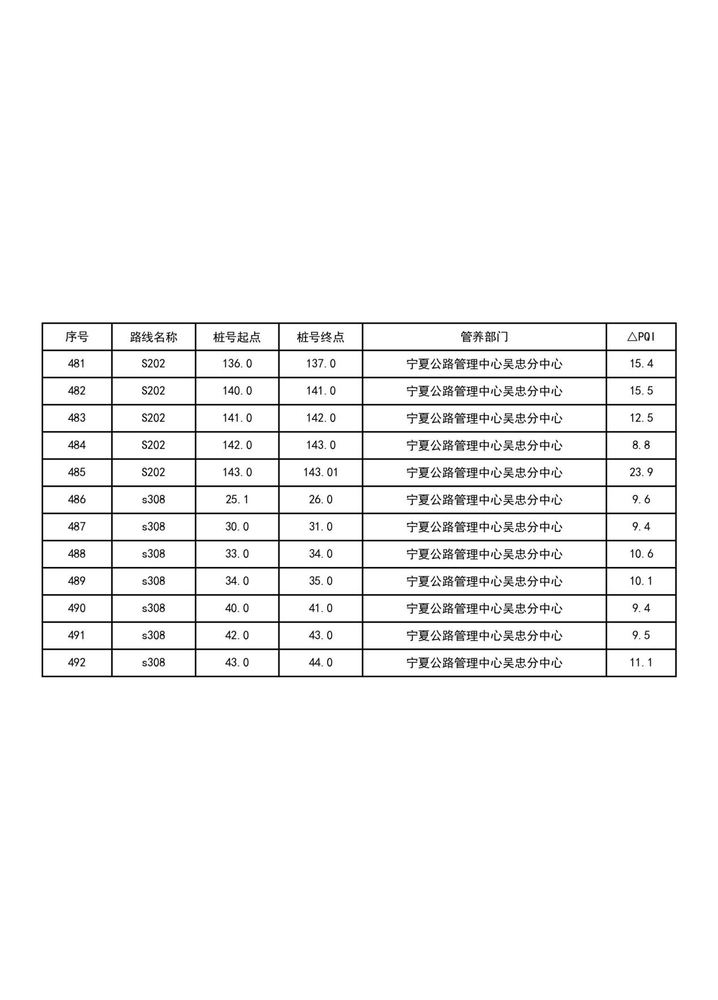 序号 路线名称 桩号起点 桩号终点 管养部门 △PQI
481 S202 136.0 137.0 宁夏公路管理中心吴忠分中心 15.4
482 S202 140.0 141.0 宁夏公路管理中心吴忠分中心 15.5
483 S202 141.0 142.0 宁夏公路管理中心吴忠分中心 12.5
484 S202 142.0 143.0 宁夏公路管理中心吴忠分中心 8.8
485 S202 143.0 143.01 宁夏公路管理中心吴忠分中心 23.9
486 s308 25.1 26.0 宁夏公路管理中心吴忠分中心 9.6
487 s308 30.0 31.0 宁夏公路管理中心吴忠分中心 9.4
488 s308 33.0 34.0 宁夏公路管理中心吴忠分中心 10.6
489 s308 34.0 35.0 宁夏公路管理中心吴忠分中心 10.1
490 s308 40.0 41.0 宁夏公路管理中心吴忠分中心 9.4
491 s308 42.0 43.0 宁夏公路管理中心吴忠分中心 9.5
492 s308 43.0 44.0 宁夏公路管理中心吴忠分中心 11.1